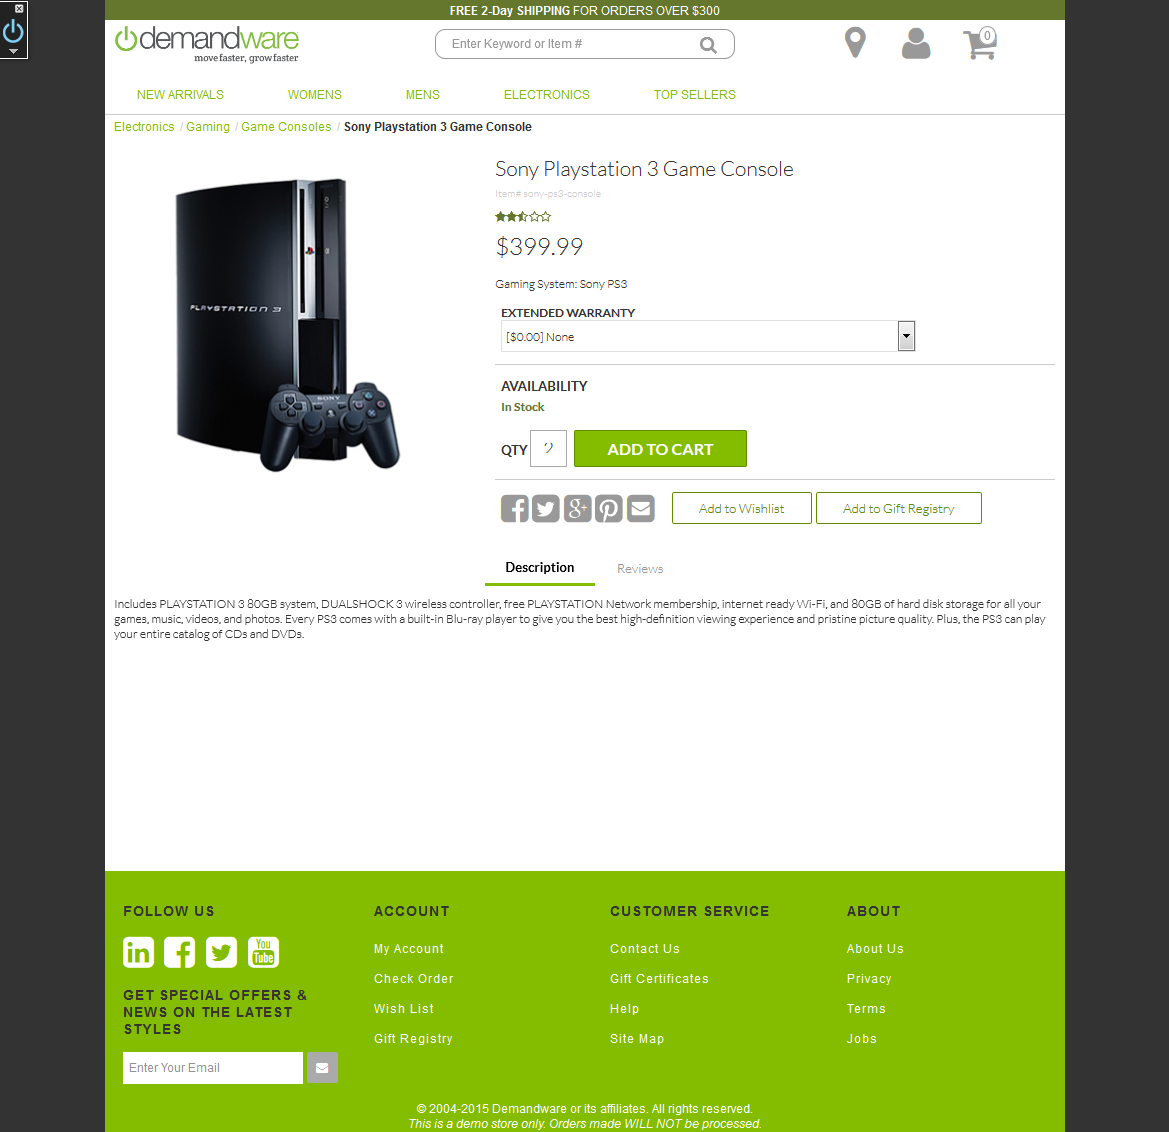 FREE 2-Day SHIPPING FOR ORDERS OVER $300
demandware
move faster, grow faster
Enter Keyword or Item #
0
NEW ARRIVALS WOMENS MENS ELECTRONICS TOP SELLERS
Electronics / Gaming / Game Consoles / Sony Playstation 3 Game Console
Sony Playstation 3 Game Console
Item# sony-ps3-console
$399.99
Gaming System: Sony PS3
EXTENDED WARRANTY
[$0.00] None
AVAILABILITY
In Stock
QTY
ADD TO CART
PLAYSTATION 3
SONY
Add to Wishlist Add to Gift Registry
Description Reviews
Includes PLAYSTATION 3 80GB system, DUALSHOCK 3 wireless controller, free PLAYSTATION Network membership, internet ready Wi-Fi, and 80GB of hard disk storage for all your
games, music, videos, and photos. Every PS3 comes with a built-in Blu-ray player to give you the best high-definition viewing experience and pristine picture quality. Plus, the PS3 can play
your entire catalog of CDs and DVDs.
FOLLOW US
You
Tube
GET SPECIAL OFFERS &
NEWS ON THE LATEST
STYLES
Enter Your Email
ACCOUNT
My Account
Check Order
Wish List
Gift Registry
CUSTOMER SERVICE
Contact Us
Gift Certificates
Help
Site Map
ABOUT
About Us
Privacy
Terms
Jobs
© 2004-2015 Demandware or its affiliates. All rights reserved.
This is a demo store only. Orders made WILL NOT be processed.